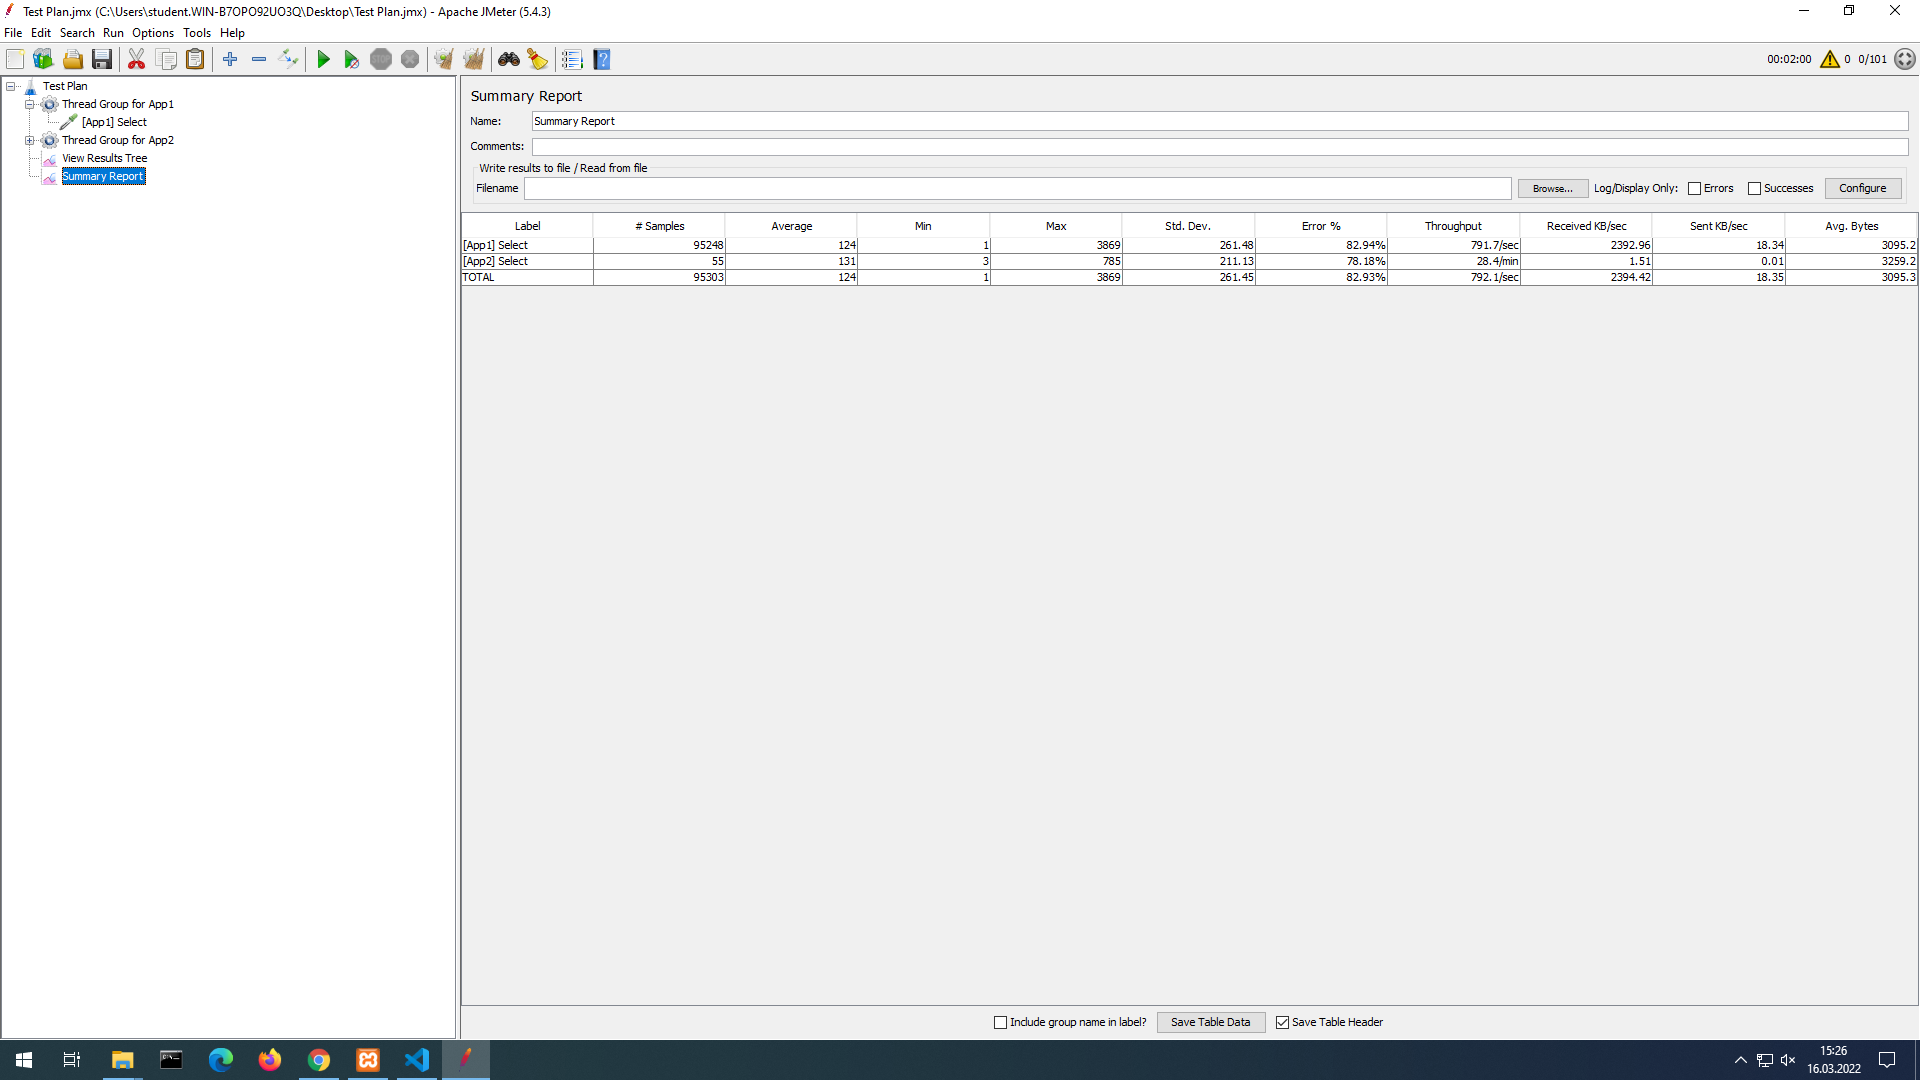 Test Plan.jmx (C:\Users\student.WIN-B7OPO92UO3Q\Desktop\Test Plan.jmx) - Apache JMeter (5.4.3)
File Edit Search Run Options Tools Help
STOP 00:02:00 0 0/101
Test Plan
Thread Group for App1
[App1] Select
Thread Group for App2
View Results Tree
Summary Report
Summary Report
Name: Summary Report
Comments:
Write results to file / Read from file
Filename Browse... Log/Display Only: Errors Successes Configure
Label # Samples Average Min Max Std. Dev. Error % Throughput Received KB/sec Sent KB/sec Avg. Bytes
[App1] Select 95248 124 1 3869 261.48 82.94% 791.7/sec 2392.96 18.34 3095.2
[App2] Select 55 131 3 785 211.13 78.18% 28.4/min 1.51 0.01 3259.2
TOTAL 95303 124 1 3869 261.45 82.93% 792.1/sec 2394.42 18.35 3095.3
Include group name in label? Save Table Data Save Table Header
15:26
16.03.2022